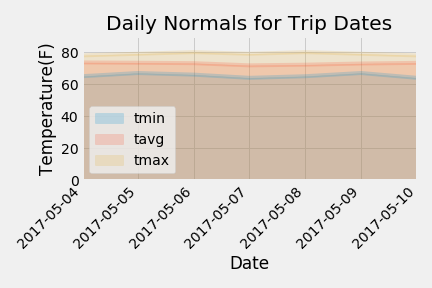 Daily Normals for Trip Dates
Temperature(F)
80
60
40
20
0
tmin
tavg
tmax
2017-05-04
2017-05-05
2017-05-06
2017-05-07
2017-05-08
2017-05-09
2017-05-10
Date